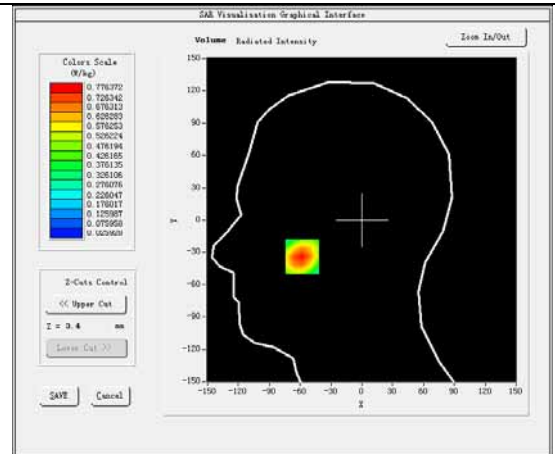 SAR Visualisation Graphical Interface
Volume Radiated Intensity
Zoom In/Out
Colors Scale
(W/kg)
0.776372
0.726342
0.676313
0.626283
0.576253
0.526224
0.476194
0.426165
0.376135
0.326106
0.276076
0.226047
0.176017
0.125987
0.075958
0.025928
150
120
90
60
30
0
-30
-60
-90
-120
-150
Y
-150 -120 -90 -60 -30 0 30 60 90 120 150
X
Z-Cuts Control
<< Upper Cut
Z = 3.4 mm
Lower Cut >>
SAVE Cancel